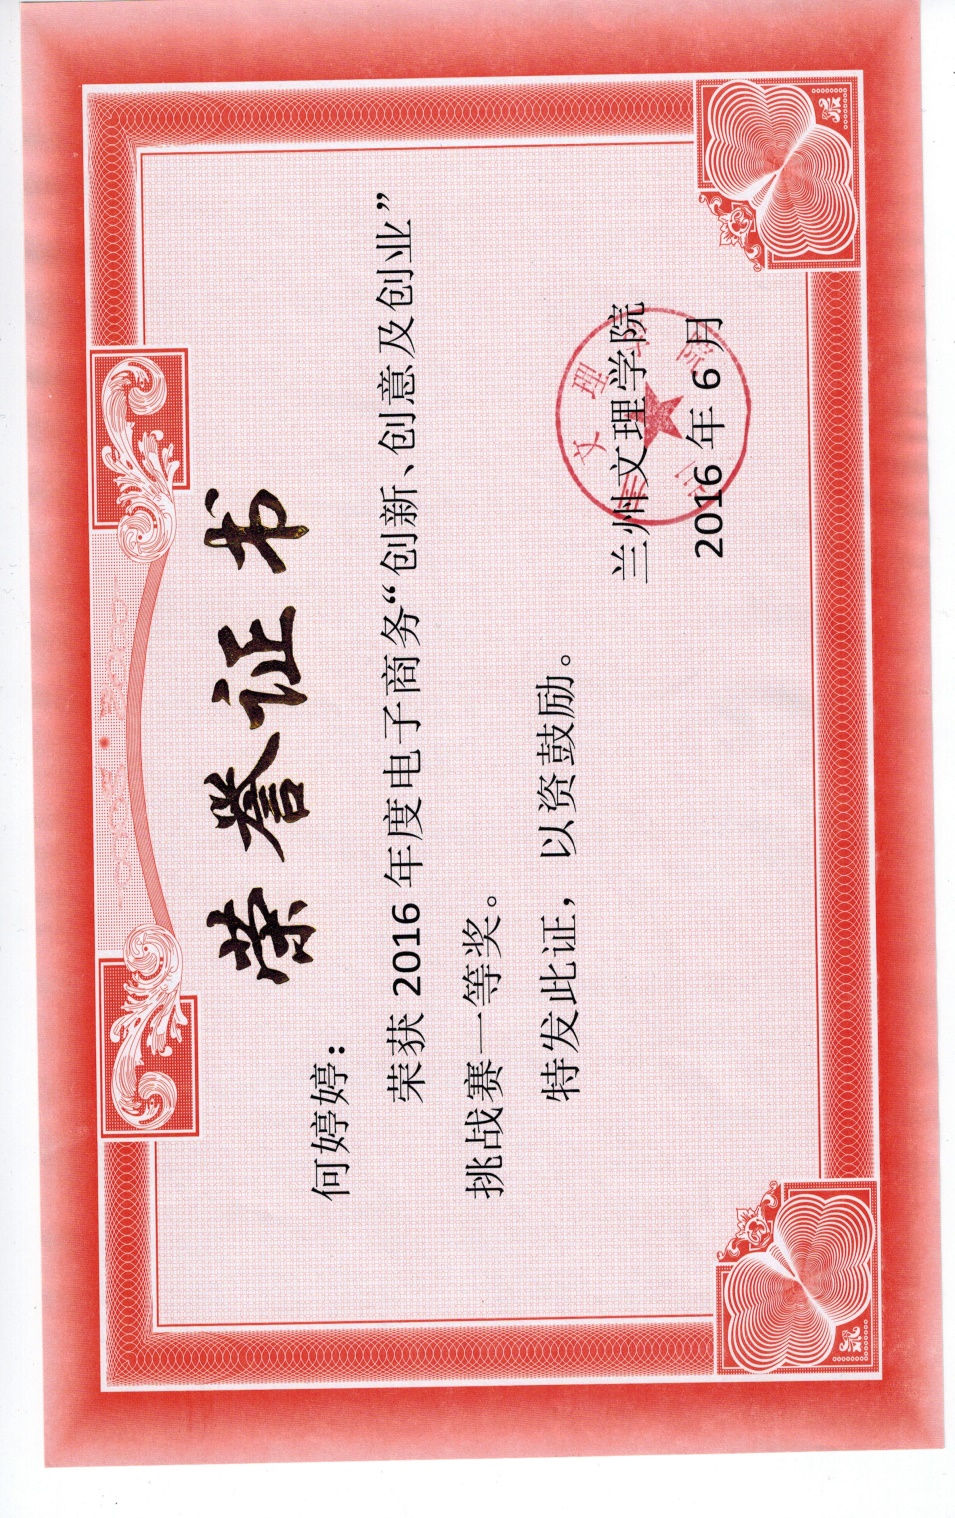 荣誉证书
何婷婷：
荣获 2016 年度电子商务“创新、创意及创业”
挑战赛一等奖。
特发此证，以资鼓励。
兰州文理学院
2016 年 6 月